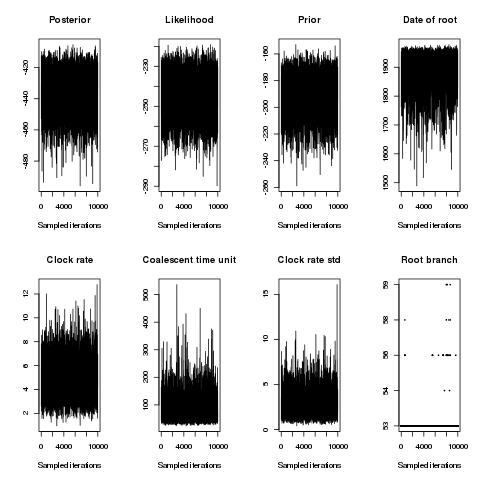 Posterior Likelihood Prior Date of root
-420
-440
-460
-480
0 4000 10000
Sampled iterations
-230
-250
-270
-290
0 4000 10000
Sampled iterations
-160
-180
-200
-220
-240
-260
0 4000 10000
Sampled iterations
1900
1800
1700
1600
1500
0 4000 10000
Sampled iterations
Clock rate Coalescent time unit Clock rate std Root branch
12
10
8
6
4
2
0 4000 10000
Sampled iterations
500
400
300
200
100
0 4000 10000
Sampled iterations
15
10
5
0
0 4000 10000
Sampled iterations
59
58
56
54
53
0 4000 10000
Sampled iterations